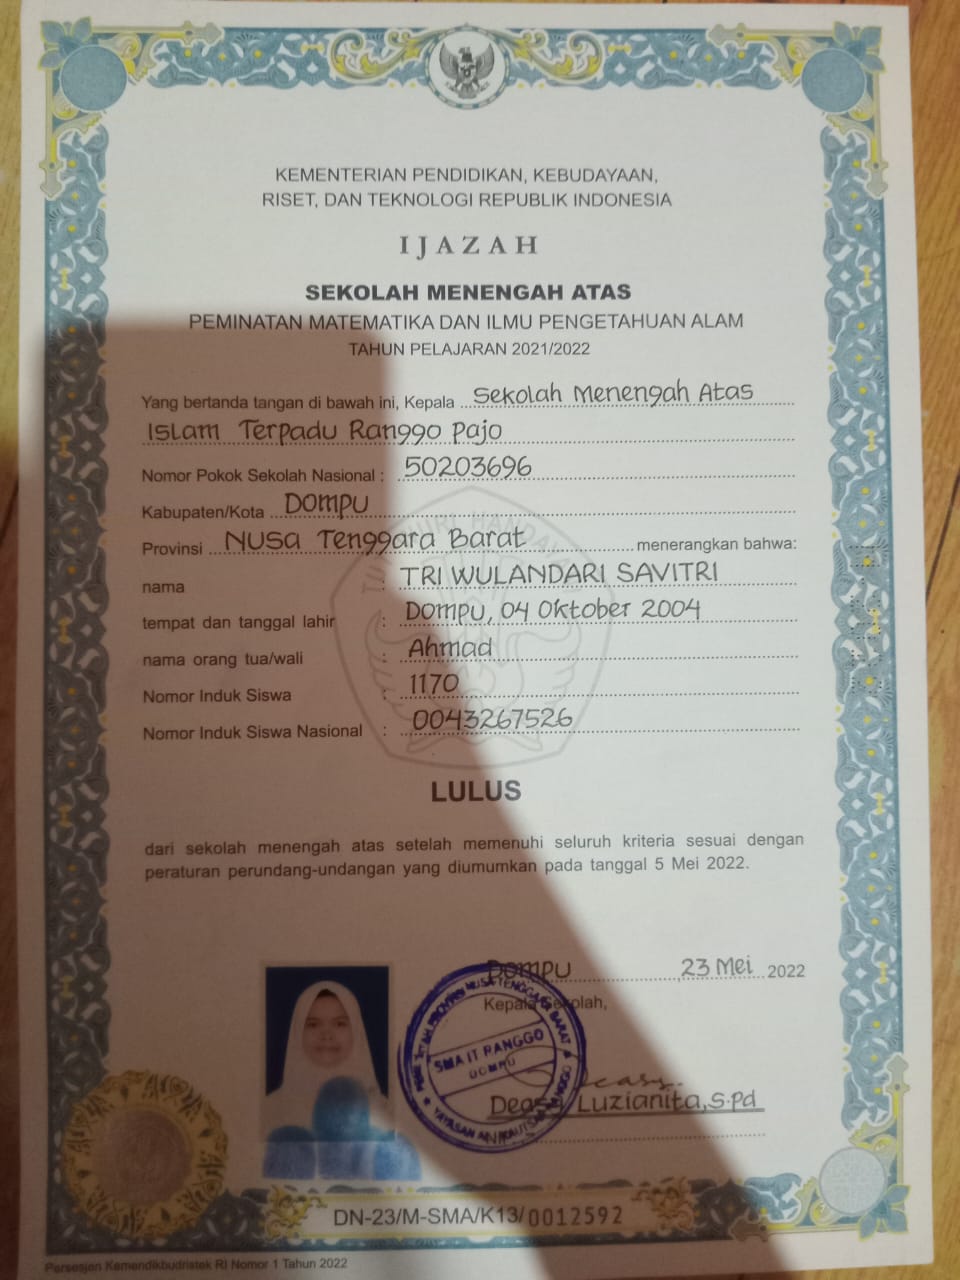 KEMENTERIAN PENDIDIKAN, KEBUDAYAAN,
RISET, DAN TEKNOLOGI REPUBLIK INDONESIA
IJAZAH
SEKOLAH MENENGAH ATAS
PEMINATAN MATEMATIKA DAN ILMU PENGETAHUAN ALAM
TAHUN PELAJARAN 2021/2022
Yang bertanda tangan di bawah ini, Kepala Sekolah Menengah Atas
Islam Terpadu Ranggo Pajo
Nomor Pokok Sekolah Nasional : 50203696
Kabupaten/Kota Dompu
Provinsi Nusa Tenggara Barat menerangkan bahwa:
nama : TRI WULANDARI SAVITRI
tempat dan tanggal lahir : Dompu, 04 Oktober 2004
nama orang tua/wali : Ahmad
Nomor Induk Siswa : 1170
Nomor Induk Siswa Nasional : 0043267526
LULUS
dari sekolah menengah atas setelah memenuhi seluruh kriteria sesuai dengan
peraturan perundang-undangan yang diumumkan pada tanggal 5 Mei 2022.
Dompu, 23 Mei 2022
Kepala Sekolah,
SMA IT RANGGO
DOMPU
Deasy Luzianita, S.pd
DN-23/M-SMA/K13/0012592
Persesjen Kemendikbudristek RI Nomor 1 Tahun 2022